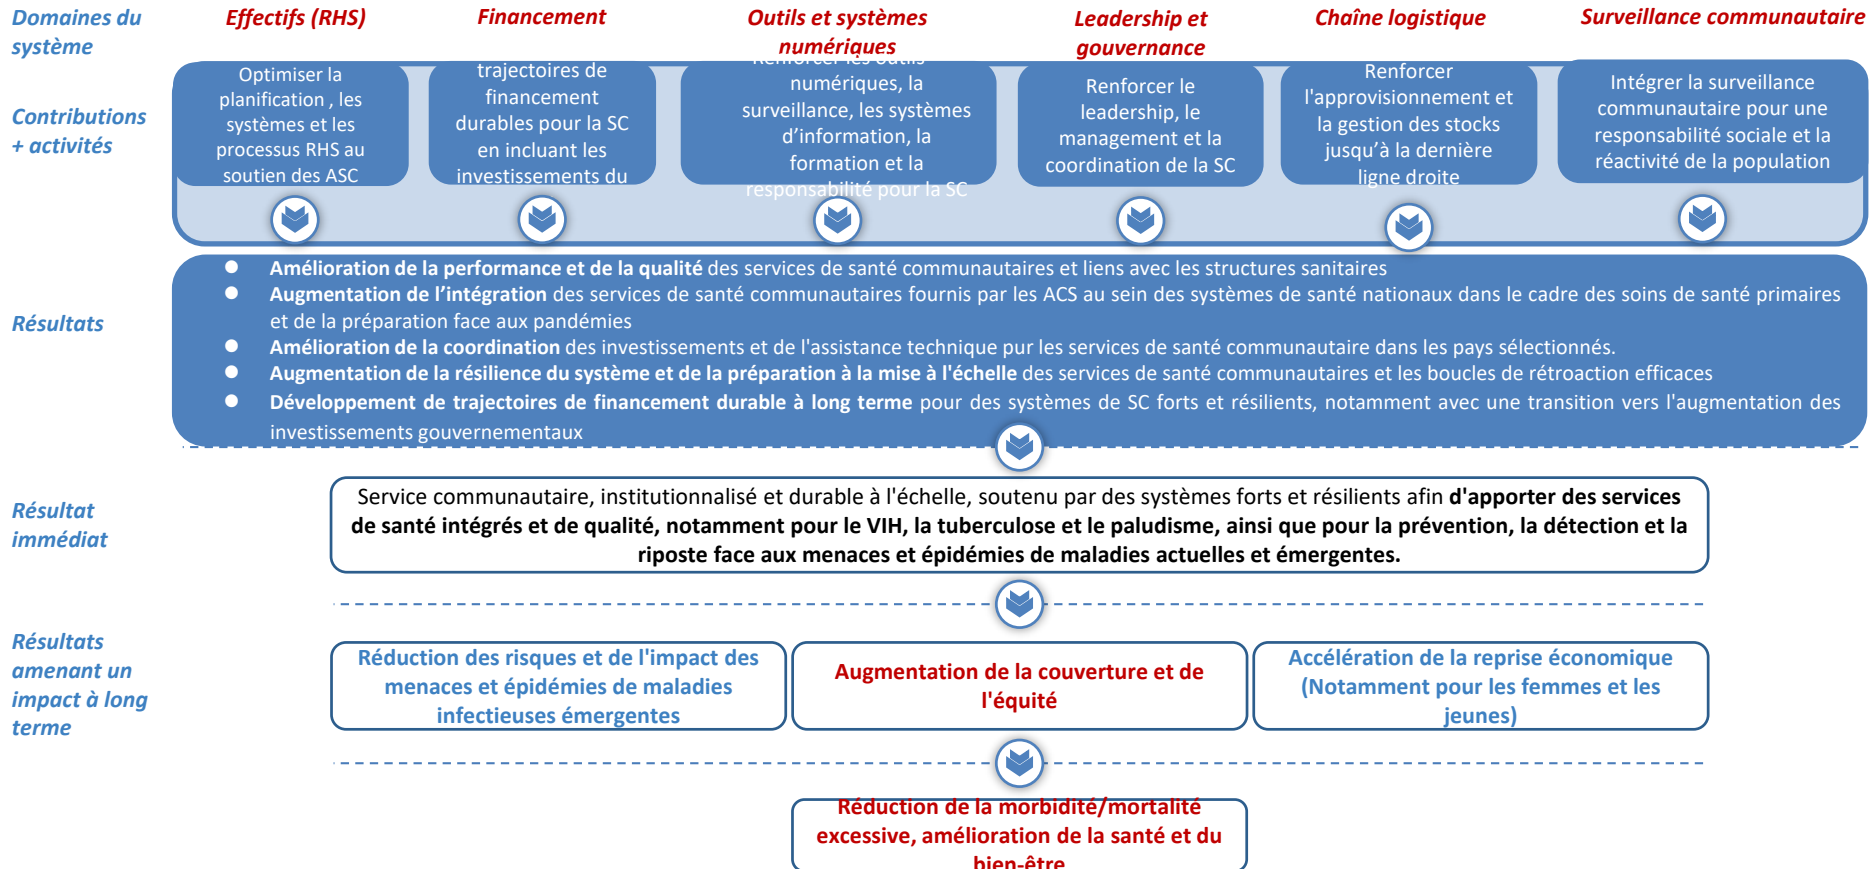 Domaines du
système
Effectifs (RHS)
Financement
Outils et systèmes
numériques
Leadership et
gouvernance
Chaîne logistique
Surveillance communautaire
Contributions
+ activités
Optimiser la
planification , les
systèmes et les
processus RHS au
soutien des ASC
trajectoires de
financement
durables pour la SC
en incluant les
investissements du
Renforcer les outils
numériques, la
surveillance, les systèmes
d’information, la
formation et la
responsabilité pour la SC
Renforcer le
leadership, le
management et la
coordination de la SC
Renforcer
l'approvisionnement et
la gestion des stocks
jusqu’à la dernière
ligne droite
Intégrer la surveillance
communautaire pour une
responsabilité sociale et la
réactivité de la population
Résultats
● Amélioration de la performance et de la qualité des services de santé communautaires et liens avec les structures sanitaires
● Augmentation de l’intégration des services de santé communautaires fournis par les ACS au sein des systèmes de santé nationaux dans le cadre des soins de santé primaires
et de la préparation face aux pandémies
● Amélioration de la coordination des investissements et de l'assistance technique pur les services de santé communautaire dans les pays sélectionnés.
● Augmentation de la résilience du système et de la préparation à la mise à l'échelle des services de santé communautaires et les boucles de rétroaction efficaces
● Développement de trajectoires de financement durable à long terme pour des systèmes de SC forts et résilients, notamment avec une transition vers l'augmentation des
investissements gouvernementaux
Résultat
immédiat
Service communautaire, institutionnalisé et durable à l'échelle, soutenu par des systèmes forts et résilients afin d'apporter des services
de santé intégrés et de qualité, notamment pour le VIH, la tuberculose et le paludisme, ainsi que pour la prévention, la détection et la
riposte face aux menaces et épidémies de maladies actuelles et émergentes.
Résultats
amenant un
impact à long
terme
Réduction des risques et de l'impact des
menaces et épidémies de maladies
infectieuses émergentes
Augmentation de la couverture et de
l'équité
Accélération de la reprise économique
(Notamment pour les femmes et les
jeunes)
Réduction de la morbidité/mortalité
excessive, amélioration de la santé et du
bien-être